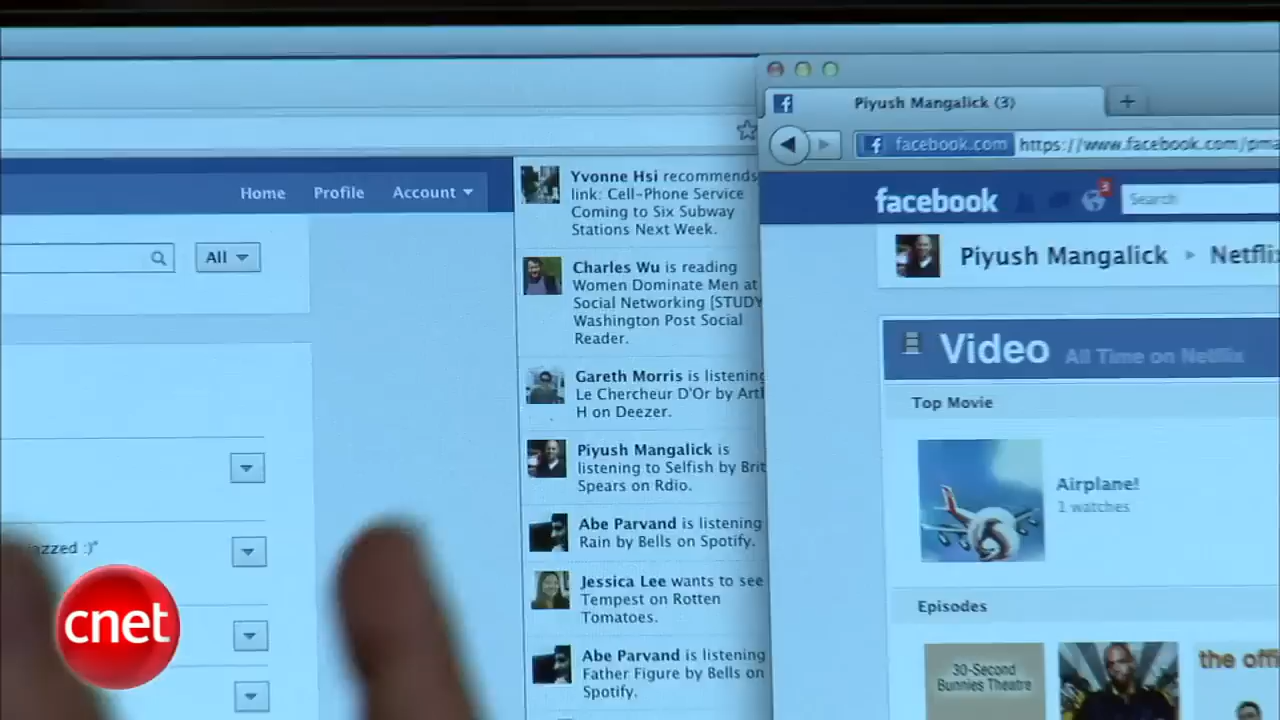 Home Profile Account
All
azzed :)"
cnet
Yvonne Hsi recommends
link: Cell-Phone Service
Coming to Six Subway
Stations Next Week.
Charles Wu is reading
Women Dominate Men at
Social Networking [STUDY
Washington Post Social
Reader.
Gareth Morris is listening
Le Chercheur D'Or by Art
H on Deezer.
Piyush Mangalick is
listening to Selfish by Brit
Spears on Rdio.
Abe Parvand is listening
Rain by Bells on Spotify.
Jessica Lee wants to see
Tempest on Rotten
Tomatoes.
Abe Parvand is listening
Father Figure by Bells on
Spotify.
Piyush Mangalick (3)
facebook.com https://www.facebook.com/pma
facebook 3 Search
Piyush Mangalick Netfli
Video All Time on Netflix
Top Movie
Airplane!
1 watches
Episodes
30-Second
Bunnies Theatre
the offi